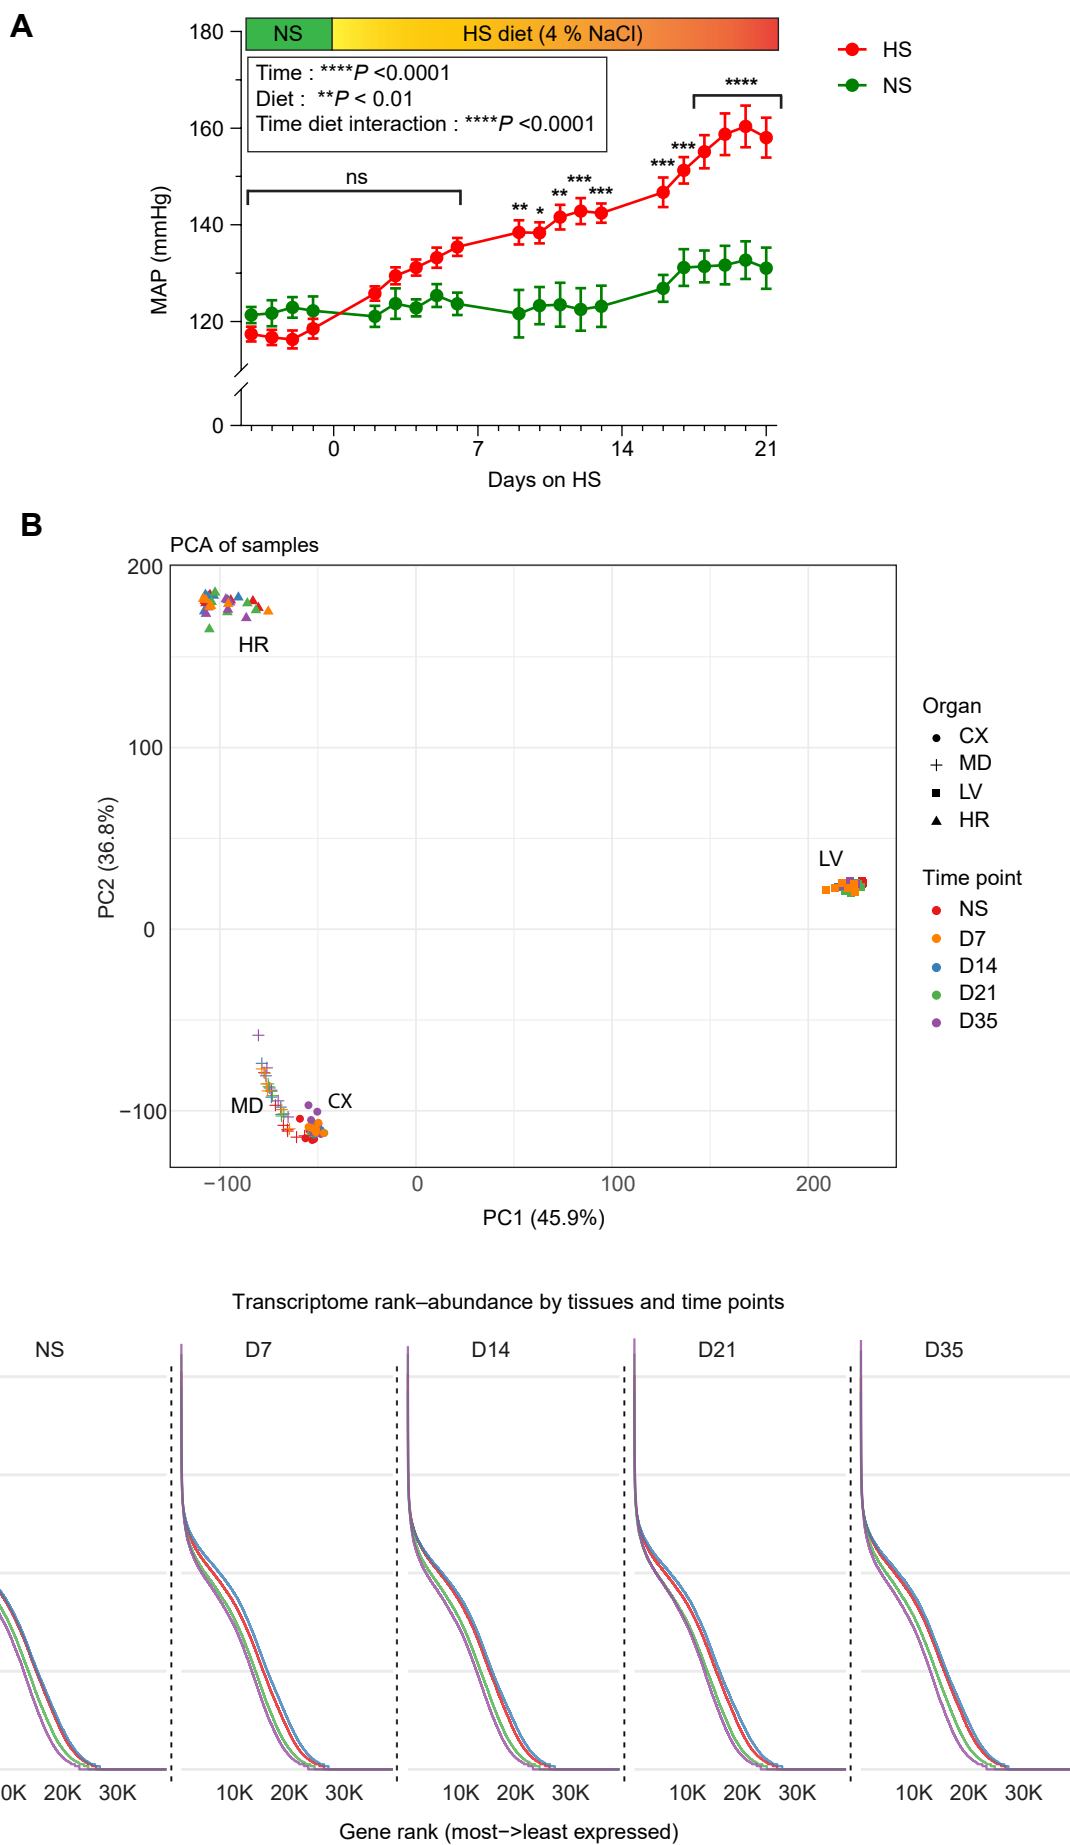 A
180
NS
HS diet (4 % NaCl)
HS
NS
Time : ****P <0.0001
Diet : **P < 0.01
Time diet interaction : ****P <0.0001
****
160
***
***
ns
***
**
***
**
*
140
MAP (mmHg)
120
0
0
7
14
21
Days on HS
B
PCA of samples
200
HR
100
PC2 (36.8%)
LV
0
MD
CX
−100
−100
0
100
200
PC1 (45.9%)
Organ
CX
MD
LV
HR
Time point
NS
D7
D14
D21
D35
Transcriptome rank–abundance by tissues and time points
NS
D7
D14
D21
D35
0K 20K 30K
10K 20K 30K
10K 20K 30K
10K 20K 30K
10K 20K 30K
Gene rank (most−>least expressed)